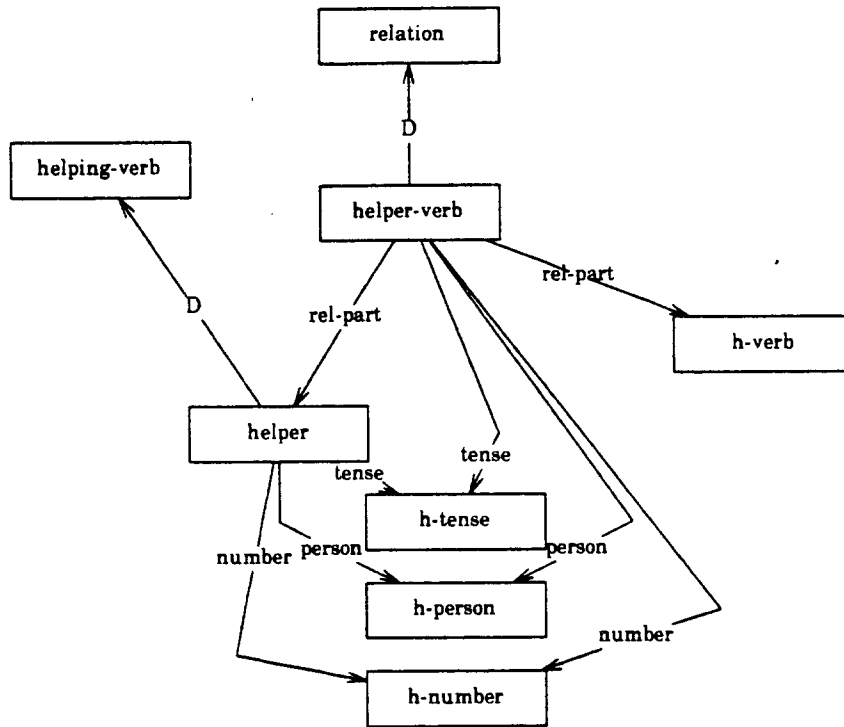 relation
D
helping-verb
helper-verb
rel-part
D
rel-part
h-verb
helper
tense
tense
h-tense
number
person
person
h-person
number
h-number